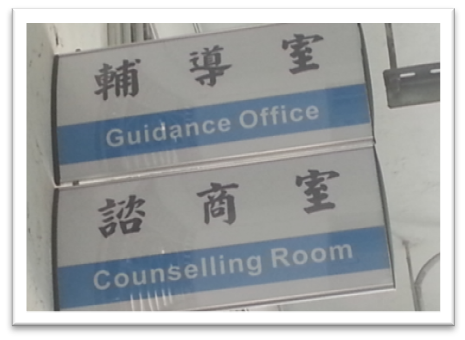 輔導室
Guidance Office
諮商室
Counselling Room